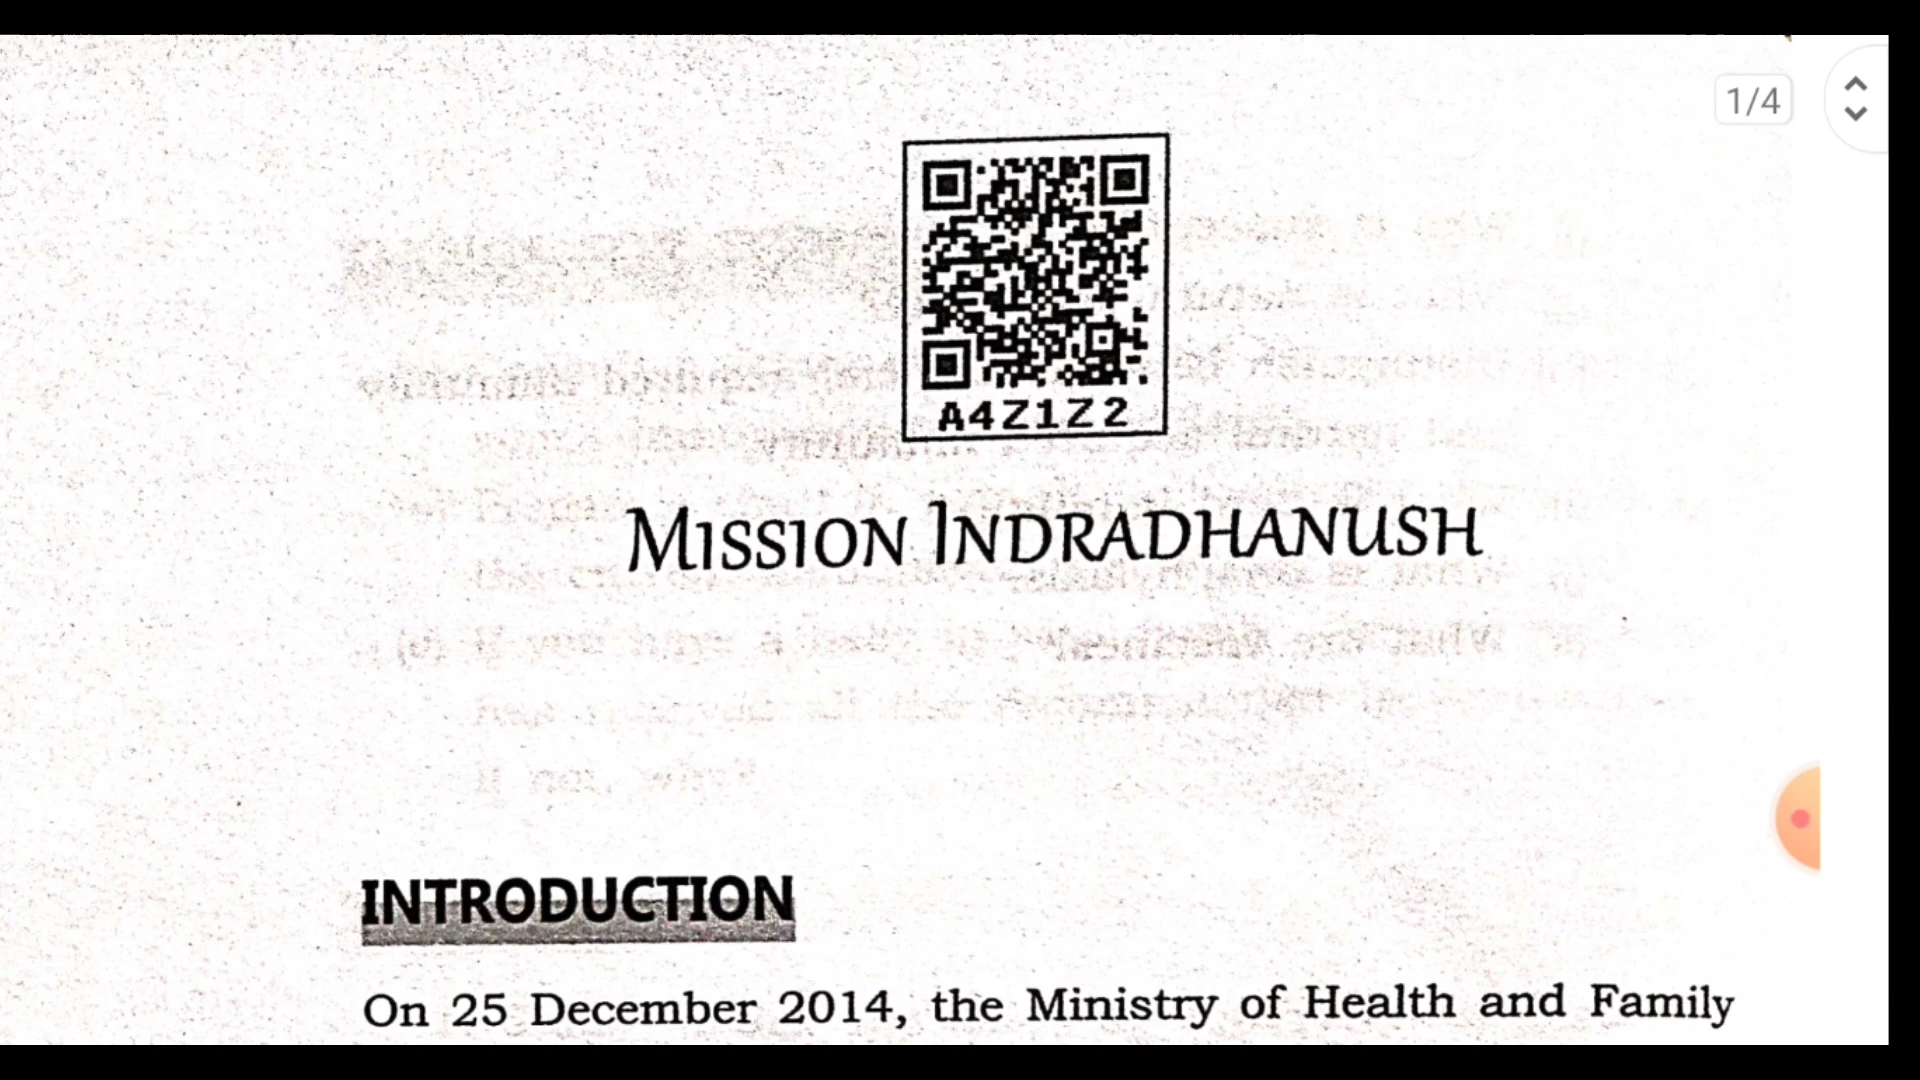 1/4
A4Z1Z2
MISSION INDRADHANUSH
INTRODUCTION
On 25 December 2014, the Ministry of Health and Family